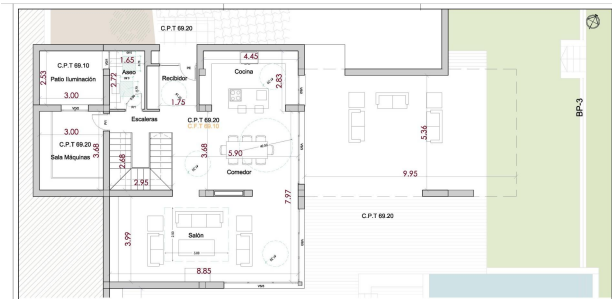 C.P.T 69.20
BP-3
C.P.T 69.10
Patio Iluminación
2.53
3.00
1.65
Aseo
2.72
Recibidor
1.75
4.45
Cocina
2.83
Escaleras
C.P.T 69.20
C.P.T 69.10
3.00
C.P.T 69.20
Sala Máquinas
3.68
2.68
2.95
3.68
5.90
Comedor
7.97
5.36
9.95
C.P.T 69.20
3.99
Salón
8.85